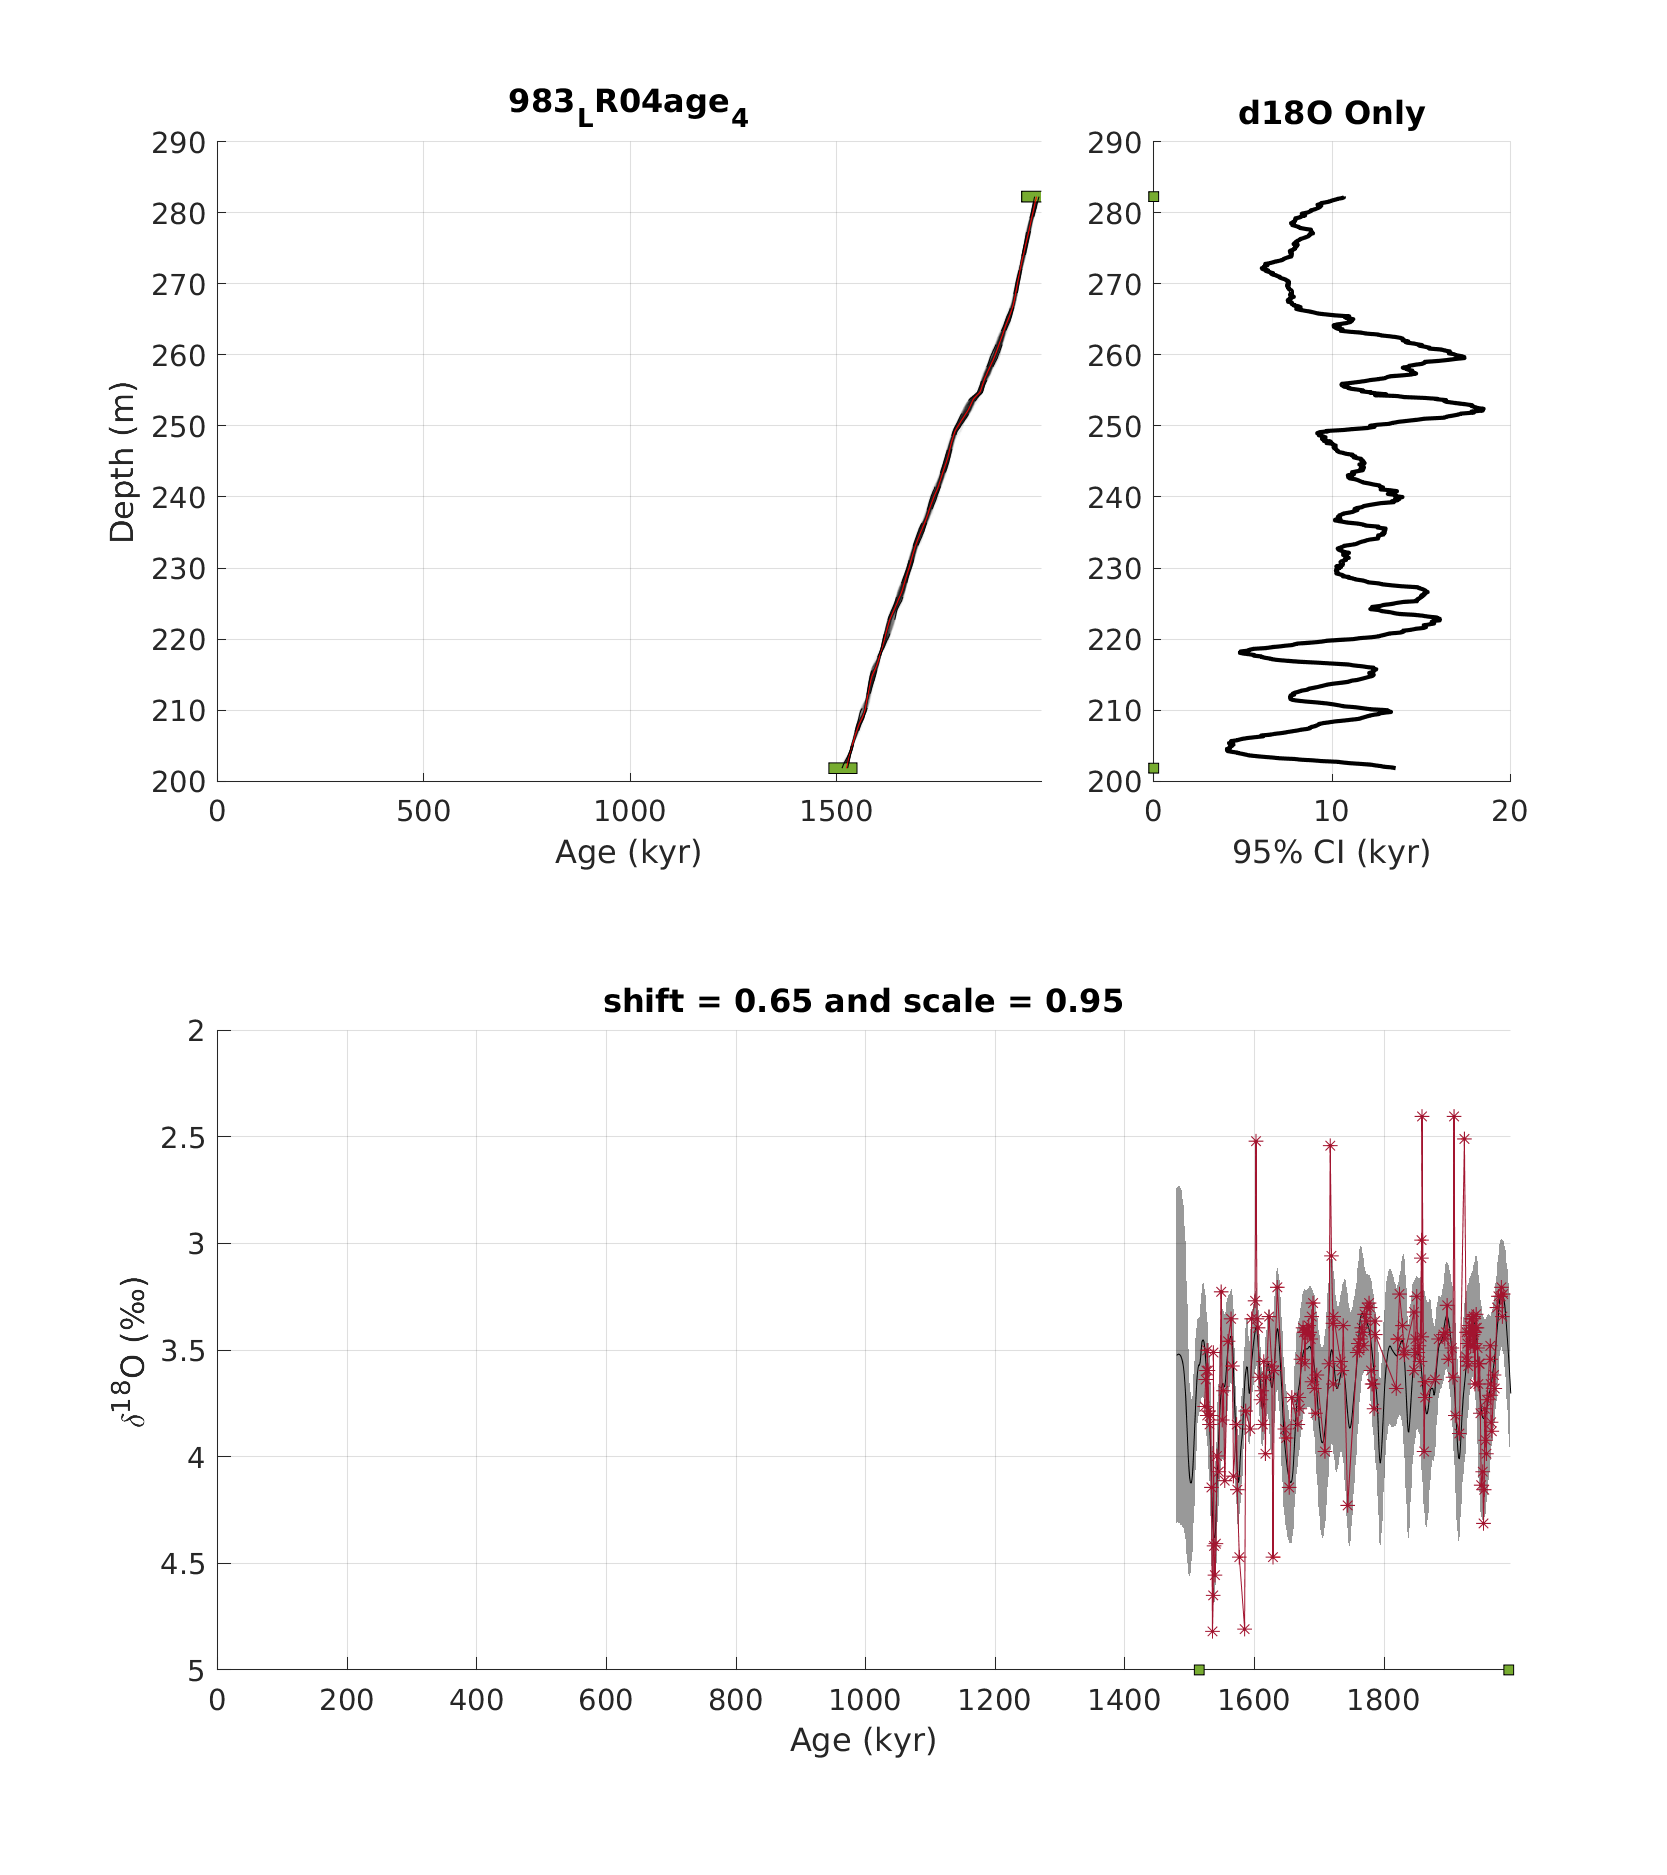 983LR04age4
d18O Only
290
280
270
260
250
240
230
220
210
200
Depth (m)
0 500 1000 1500
Age (kyr)
290
280
270
260
250
240
230
220
210
200
0 10 20
95% CI (kyr)
shift = 0.65 and scale = 0.95
2
2.5
3
3.5
4
4.5
5
δ18O (‰)
0 200 400 600 800 1000 1200 1400 1600 1800
Age (kyr)